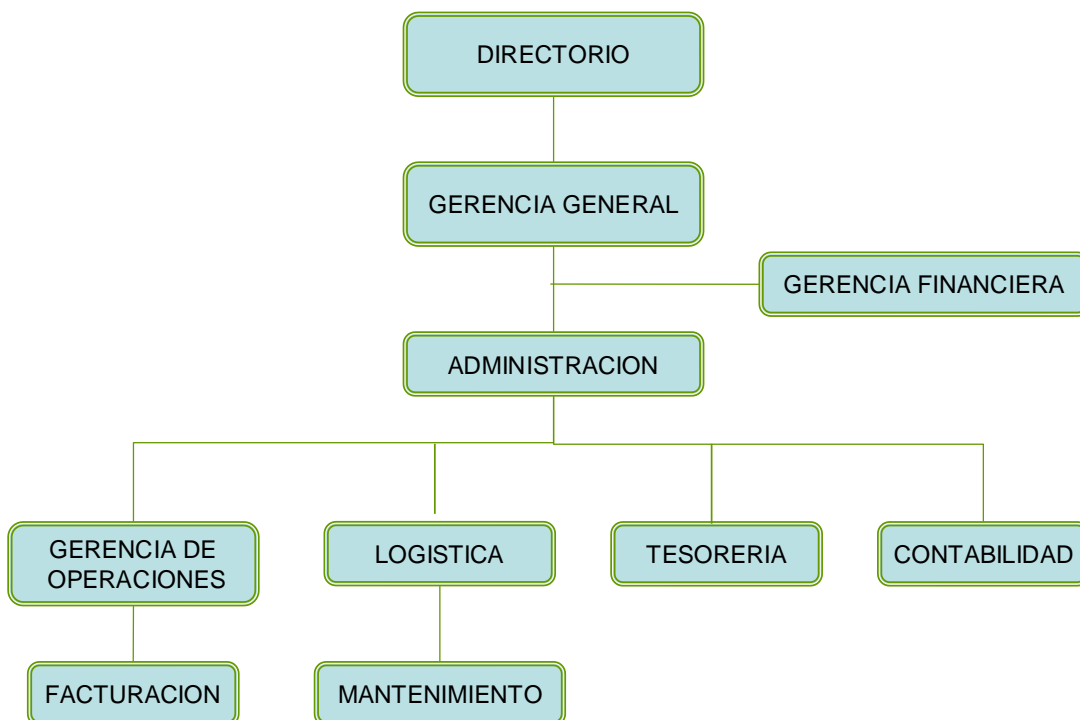 DIRECTORIO
GERENCIA GENERAL
GERENCIA FINANCIERA
ADMINISTRACION
GERENCIA DE
OPERACIONES
LOGISTICA
TESORERIA
CONTABILIDAD
FACTURACION
MANTENIMIENTO